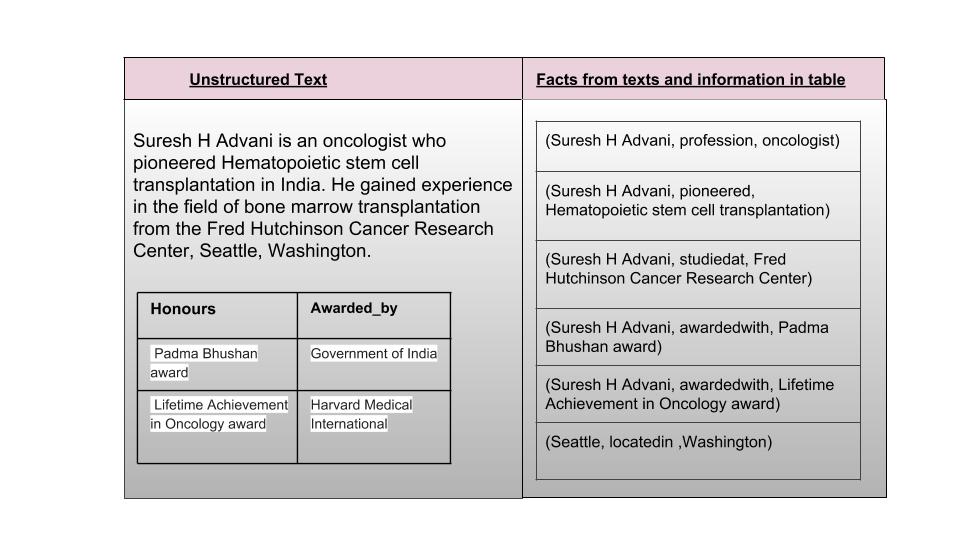 Unstructured Text
Suresh H Advani is an oncologist who
pioneered Hematopoietic stem cell
transplantation in India. He gained experience
in the field of bone marrow transplantation
from the Fred Hutchinson Cancer Research
Center, Seattle, Washington.
Honours
Awarded_by
Padma Bhushan
award
Government of India
Lifetime Achievement
in Oncology award
Harvard Medical
International
Facts from texts and information in table
(Suresh H Advani, profession, oncologist)
(Suresh H Advani, pioneered,
Hematopoietic stem cell transplantation)
(Suresh H Advani, studiedat, Fred
Hutchinson Cancer Research Center)
(Suresh H Advani, awardedwith, Padma
Bhushan award)
(Suresh H Advani, awardedwith, Lifetime
Achievement in Oncology award)
(Seattle, locatedin ,Washington)